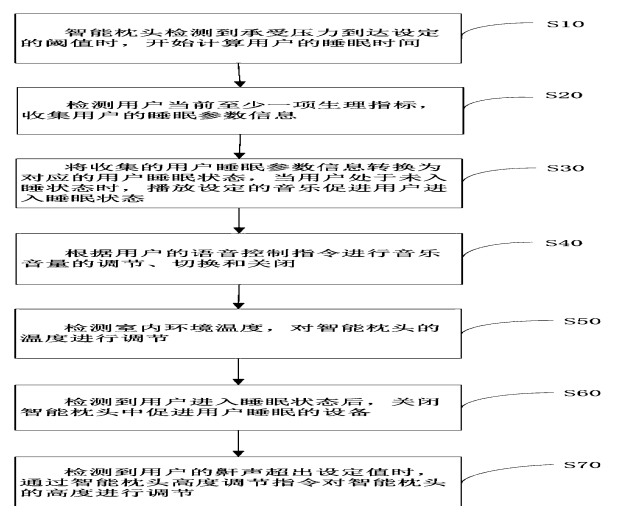 智能枕头检测到承受压力到达设定
的阈值时，开始计算用户的睡眠时间
S10
检测用户当前至少一项生理指标，
收集用户的睡眠参数信息
S20
将收集的用户睡眠参数信息转换为
对应的用户睡眠状态，当用户处于未入
睡状态时，播放设定的音乐促进用户进
入睡眠状态
S30
根据用户的语音控制指令进行音乐
音量的调节、切换和关闭
S40
检测室内环境温度，对智能枕头的
温度进行调节
S50
检测到用户进入睡眠状态后，关闭
智能枕头中促进用户睡眠的设备
S60
检测到用户的鼾声超出设定值时，
通过智能枕头高度调节指令对智能枕头
的高度进行调节
S70